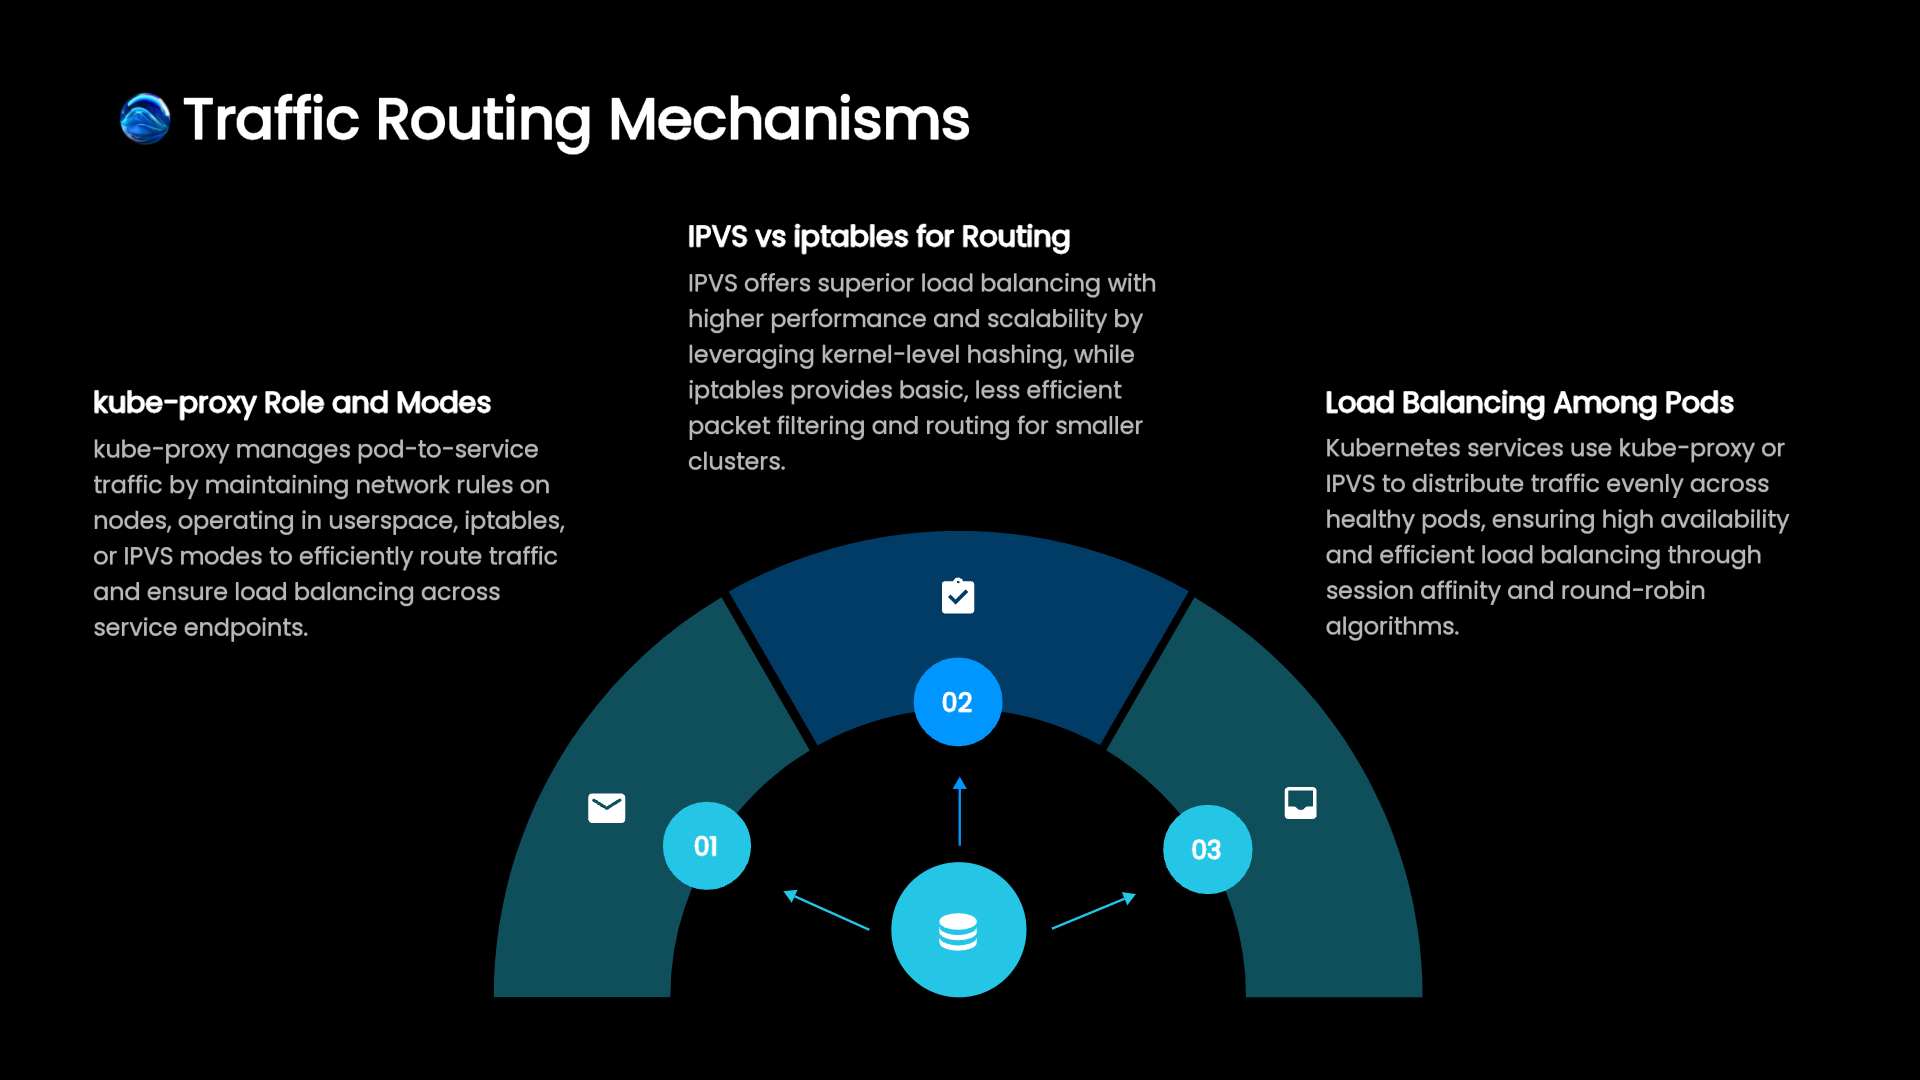 Traffic Routing Mechanisms
kube-proxy Role and Modes
kube-proxy manages pod-to-service
traffic by maintaining network rules on
nodes, operating in userspace, iptables,
or IPVS modes to efficiently route traffic
and ensure load balancing across
service endpoints.
IPVS vs iptables for Routing
IPVS offers superior load balancing with
higher performance and scalability by
leveraging kernel-level hashing, while
iptables provides basic, less efficient
packet filtering and routing for smaller
clusters.
Load Balancing Among Pods
Kubernetes services use kube-proxy or
IPVS to distribute traffic evenly across
healthy pods, ensuring high availability
and efficient load balancing through
session affinity and round-robin
algorithms.
01
02
03